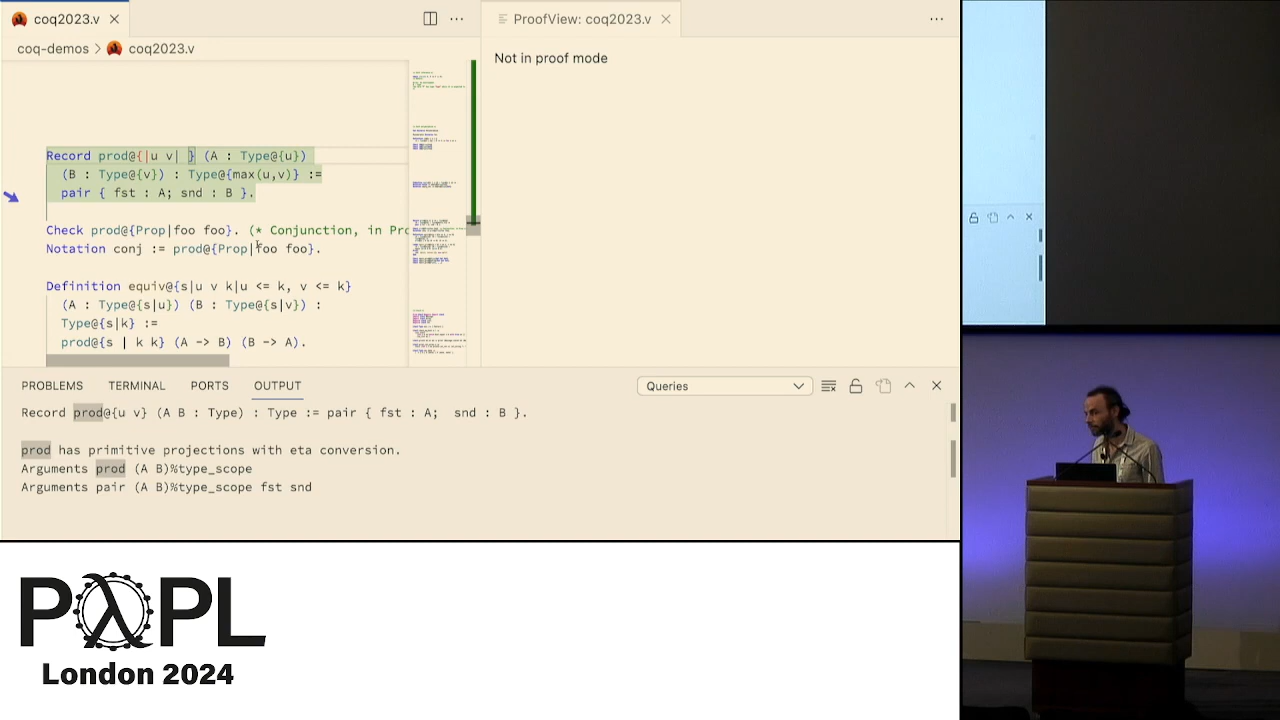 coq2023.v
ProofView: coq2023.v
coq-demos > coq2023.v
Not in proof mode
Record prod@{|u v| } (A : Type@{u})
(B : Type@{v}) : Type@{max(u,v)} :=
pair { fst : A; snd : B }.
Check prod@{Prop|foo foo}. (* Conjunction, in Pro
Notation conj := prod@{Prop|foo foo}.
Definition equiv@{s|u v k|u <= k, v <= k}
(A : Type@{s|u}) (B : Type@{s|v}) :
Type@{s|k} :=
prod@{s | k k} (A -> B) (B -> A).
PROBLEMS TERMINAL PORTS OUTPUT
Queries
Record prod@{u v} (A B : Type) : Type := pair { fst : A;  snd : B }.
prod has primitive projections with eta conversion.
Arguments prod (A B)%type_scope
Arguments pair (A B)%type_scope fst snd
PλPL
London 2024